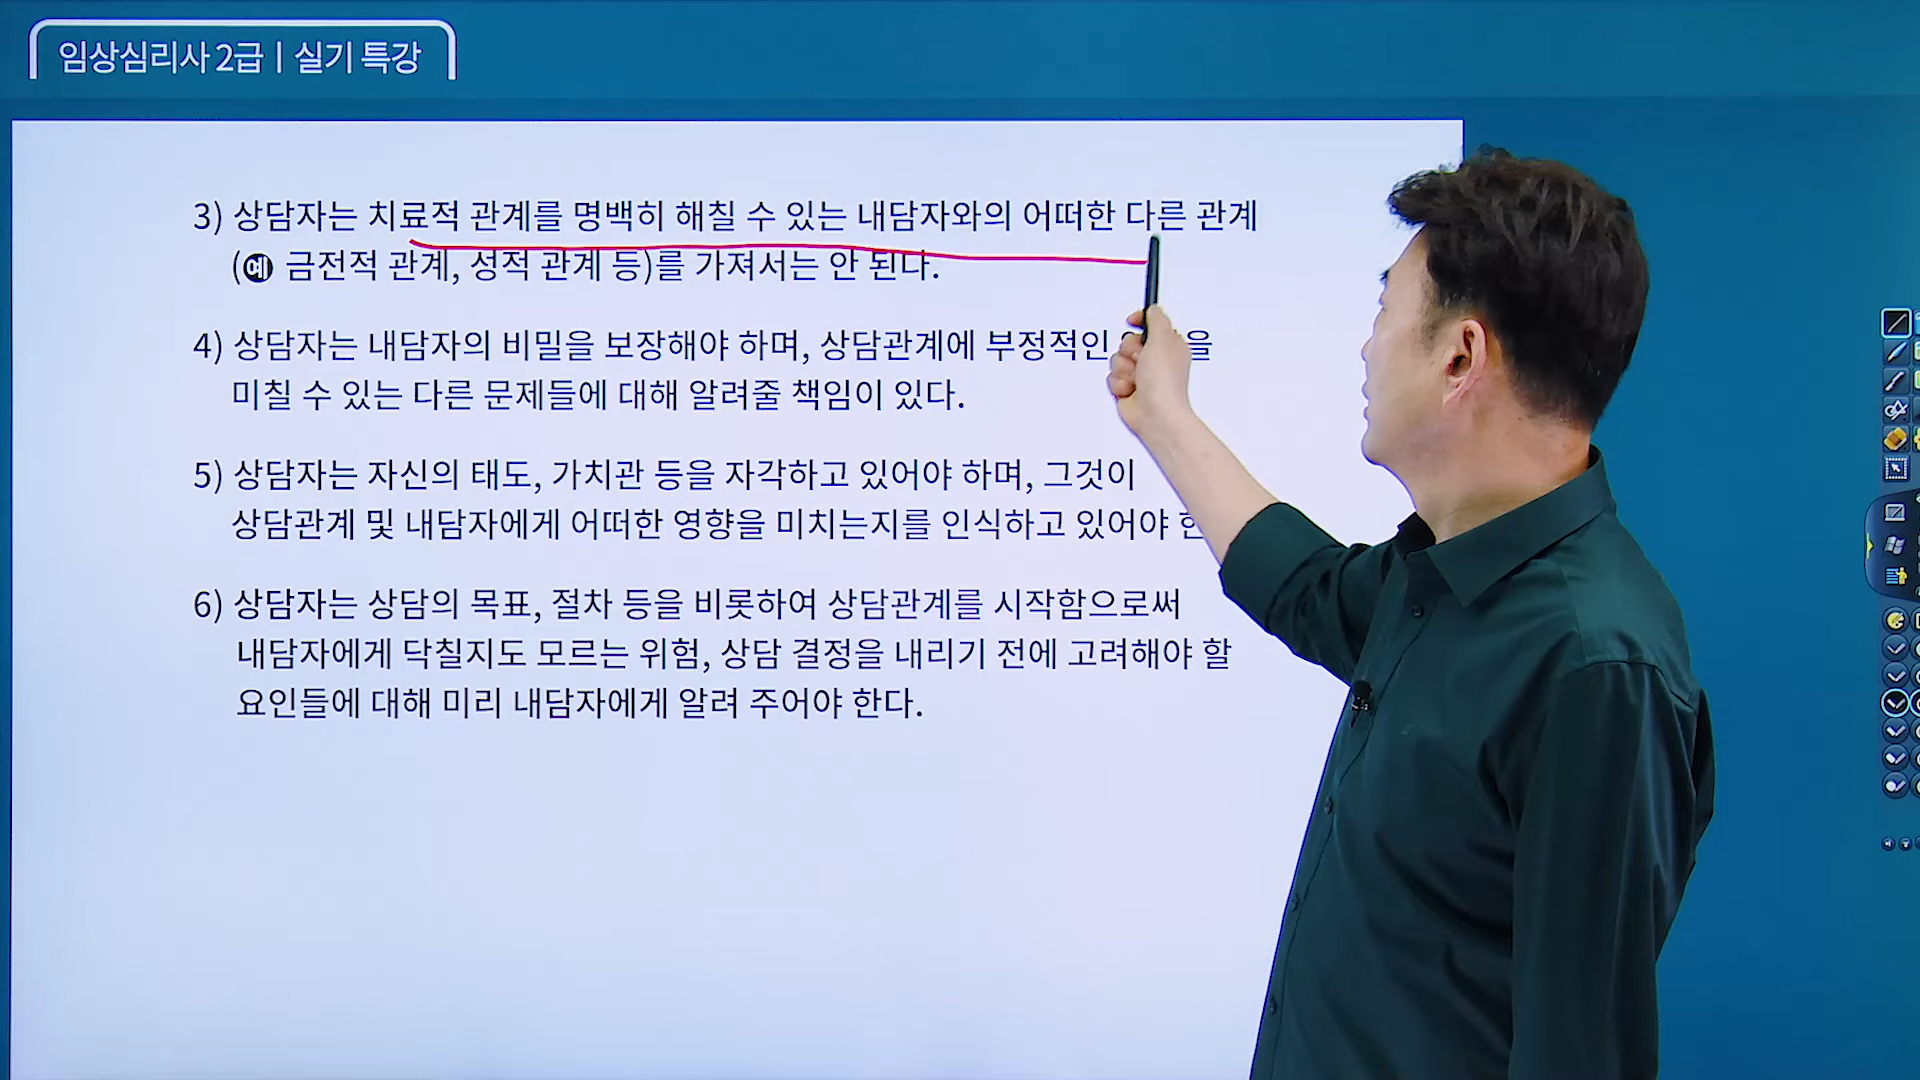 임상심리사 2급 | 실기 특강
3) 상담자는 치료적 관계를 명백히 해칠 수 있는 내담자와의 어떠한 다른 관계
(예 금전적 관계, 성적 관계 등)를 가져서는 안 된다.
4) 상담자는 내담자의 비밀을 보장해야 하며, 상담관계에 부정적인 을
미칠 수 있는 다른 문제들에 대해 알려줄 책임이 있다.
5) 상담자는 자신의 태도, 가치관 등을 자각하고 있어야 하며, 그것이
상담관계 및 내담자에게 어떠한 영향을 미치는지를 인식하고 있어야
6) 상담자는 상담의 목표, 절차 등을 비롯하여 상담관계를 시작함으로써
내담자에게 닥칠지도 모르는 위험, 상담 결정을 내리기 전에 고려해야 할
요인들에 대해 미리 내담자에게 알려 주어야 한다.